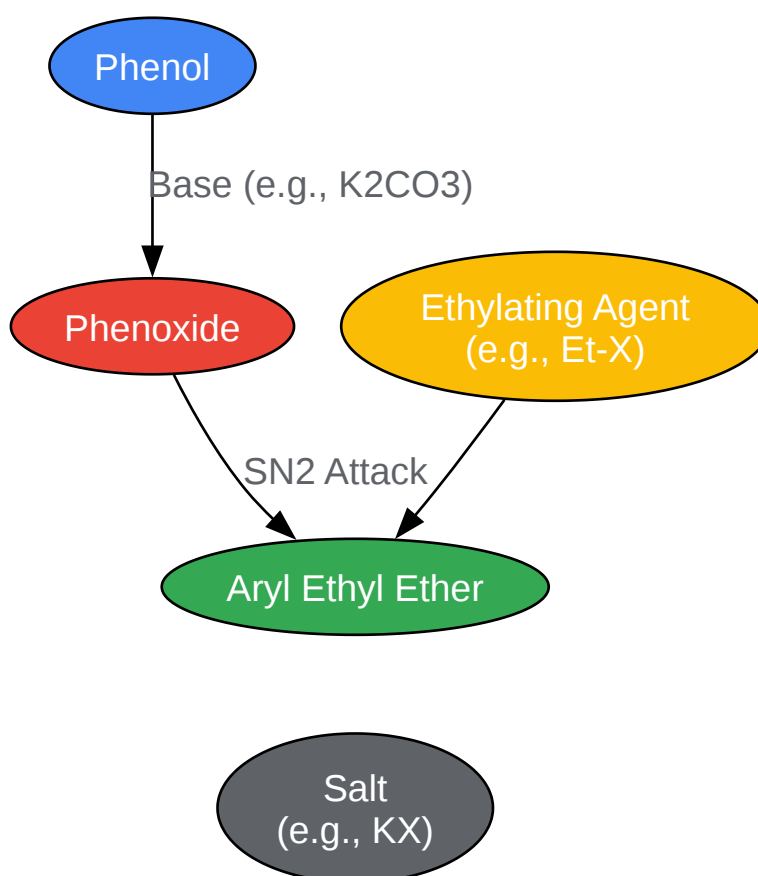 Phenol
Base (e.g., K2CO3)
Phenoxide
Ethylating Agent
(e.g., Et-X)
SN2 Attack
Aryl Ethyl Ether
Salt
(e.g., KX)